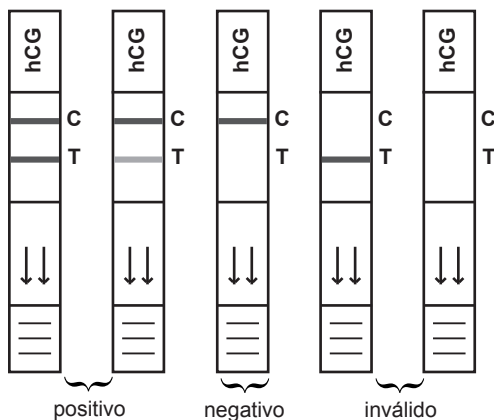 hCG hCG hCG hCG hCG
C C C C
T T T T
positivo negativo inválido